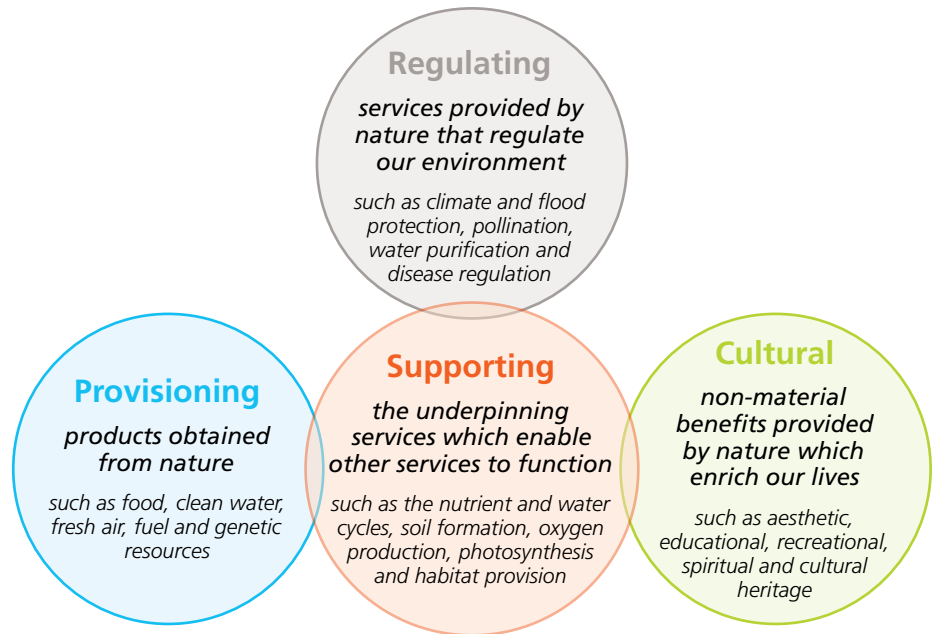 Regulating
services provided by
nature that regulate
our environment
such as climate and flood
protection, pollination,
water purification and
disease regulation
Provisioning
products obtained
from nature
such as food, clean water,
fresh air, fuel and genetic
resources
Supporting
the underpinning
services which enable
other services to function
such as the nutrient and water
cycles, soil formation, oxygen
production, photosynthesis
and habitat provision
Cultural
non-material
benefits provided
by nature which
enrich our lives
such as aesthetic,
educational, recreational,
spiritual and cultural
heritage